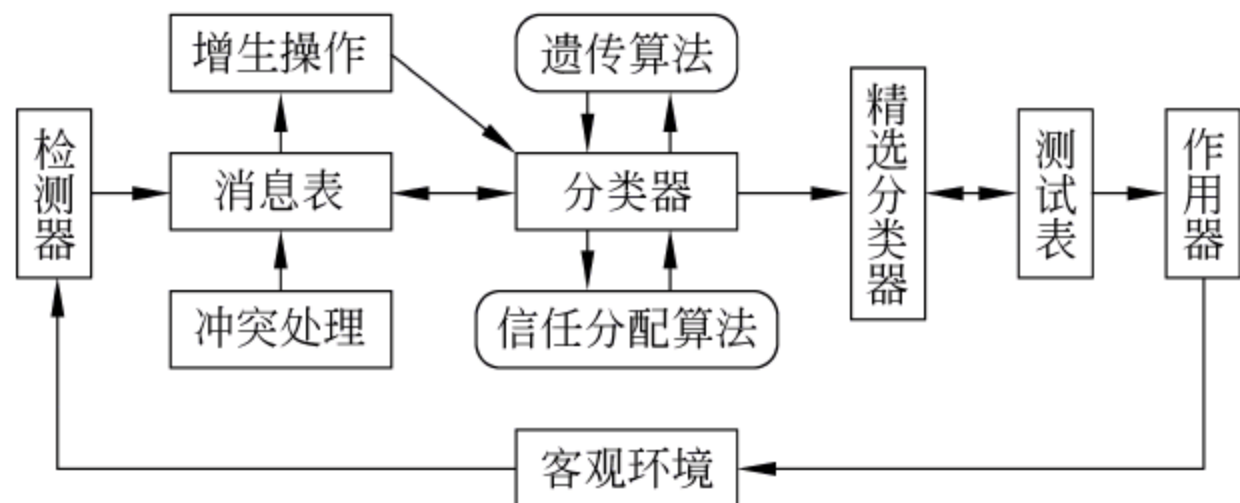 增生操作
遗传算法
检测器
消息表
分类器
精选分类器
测试表
作用器
冲突处理
信任分配算法
客观环境